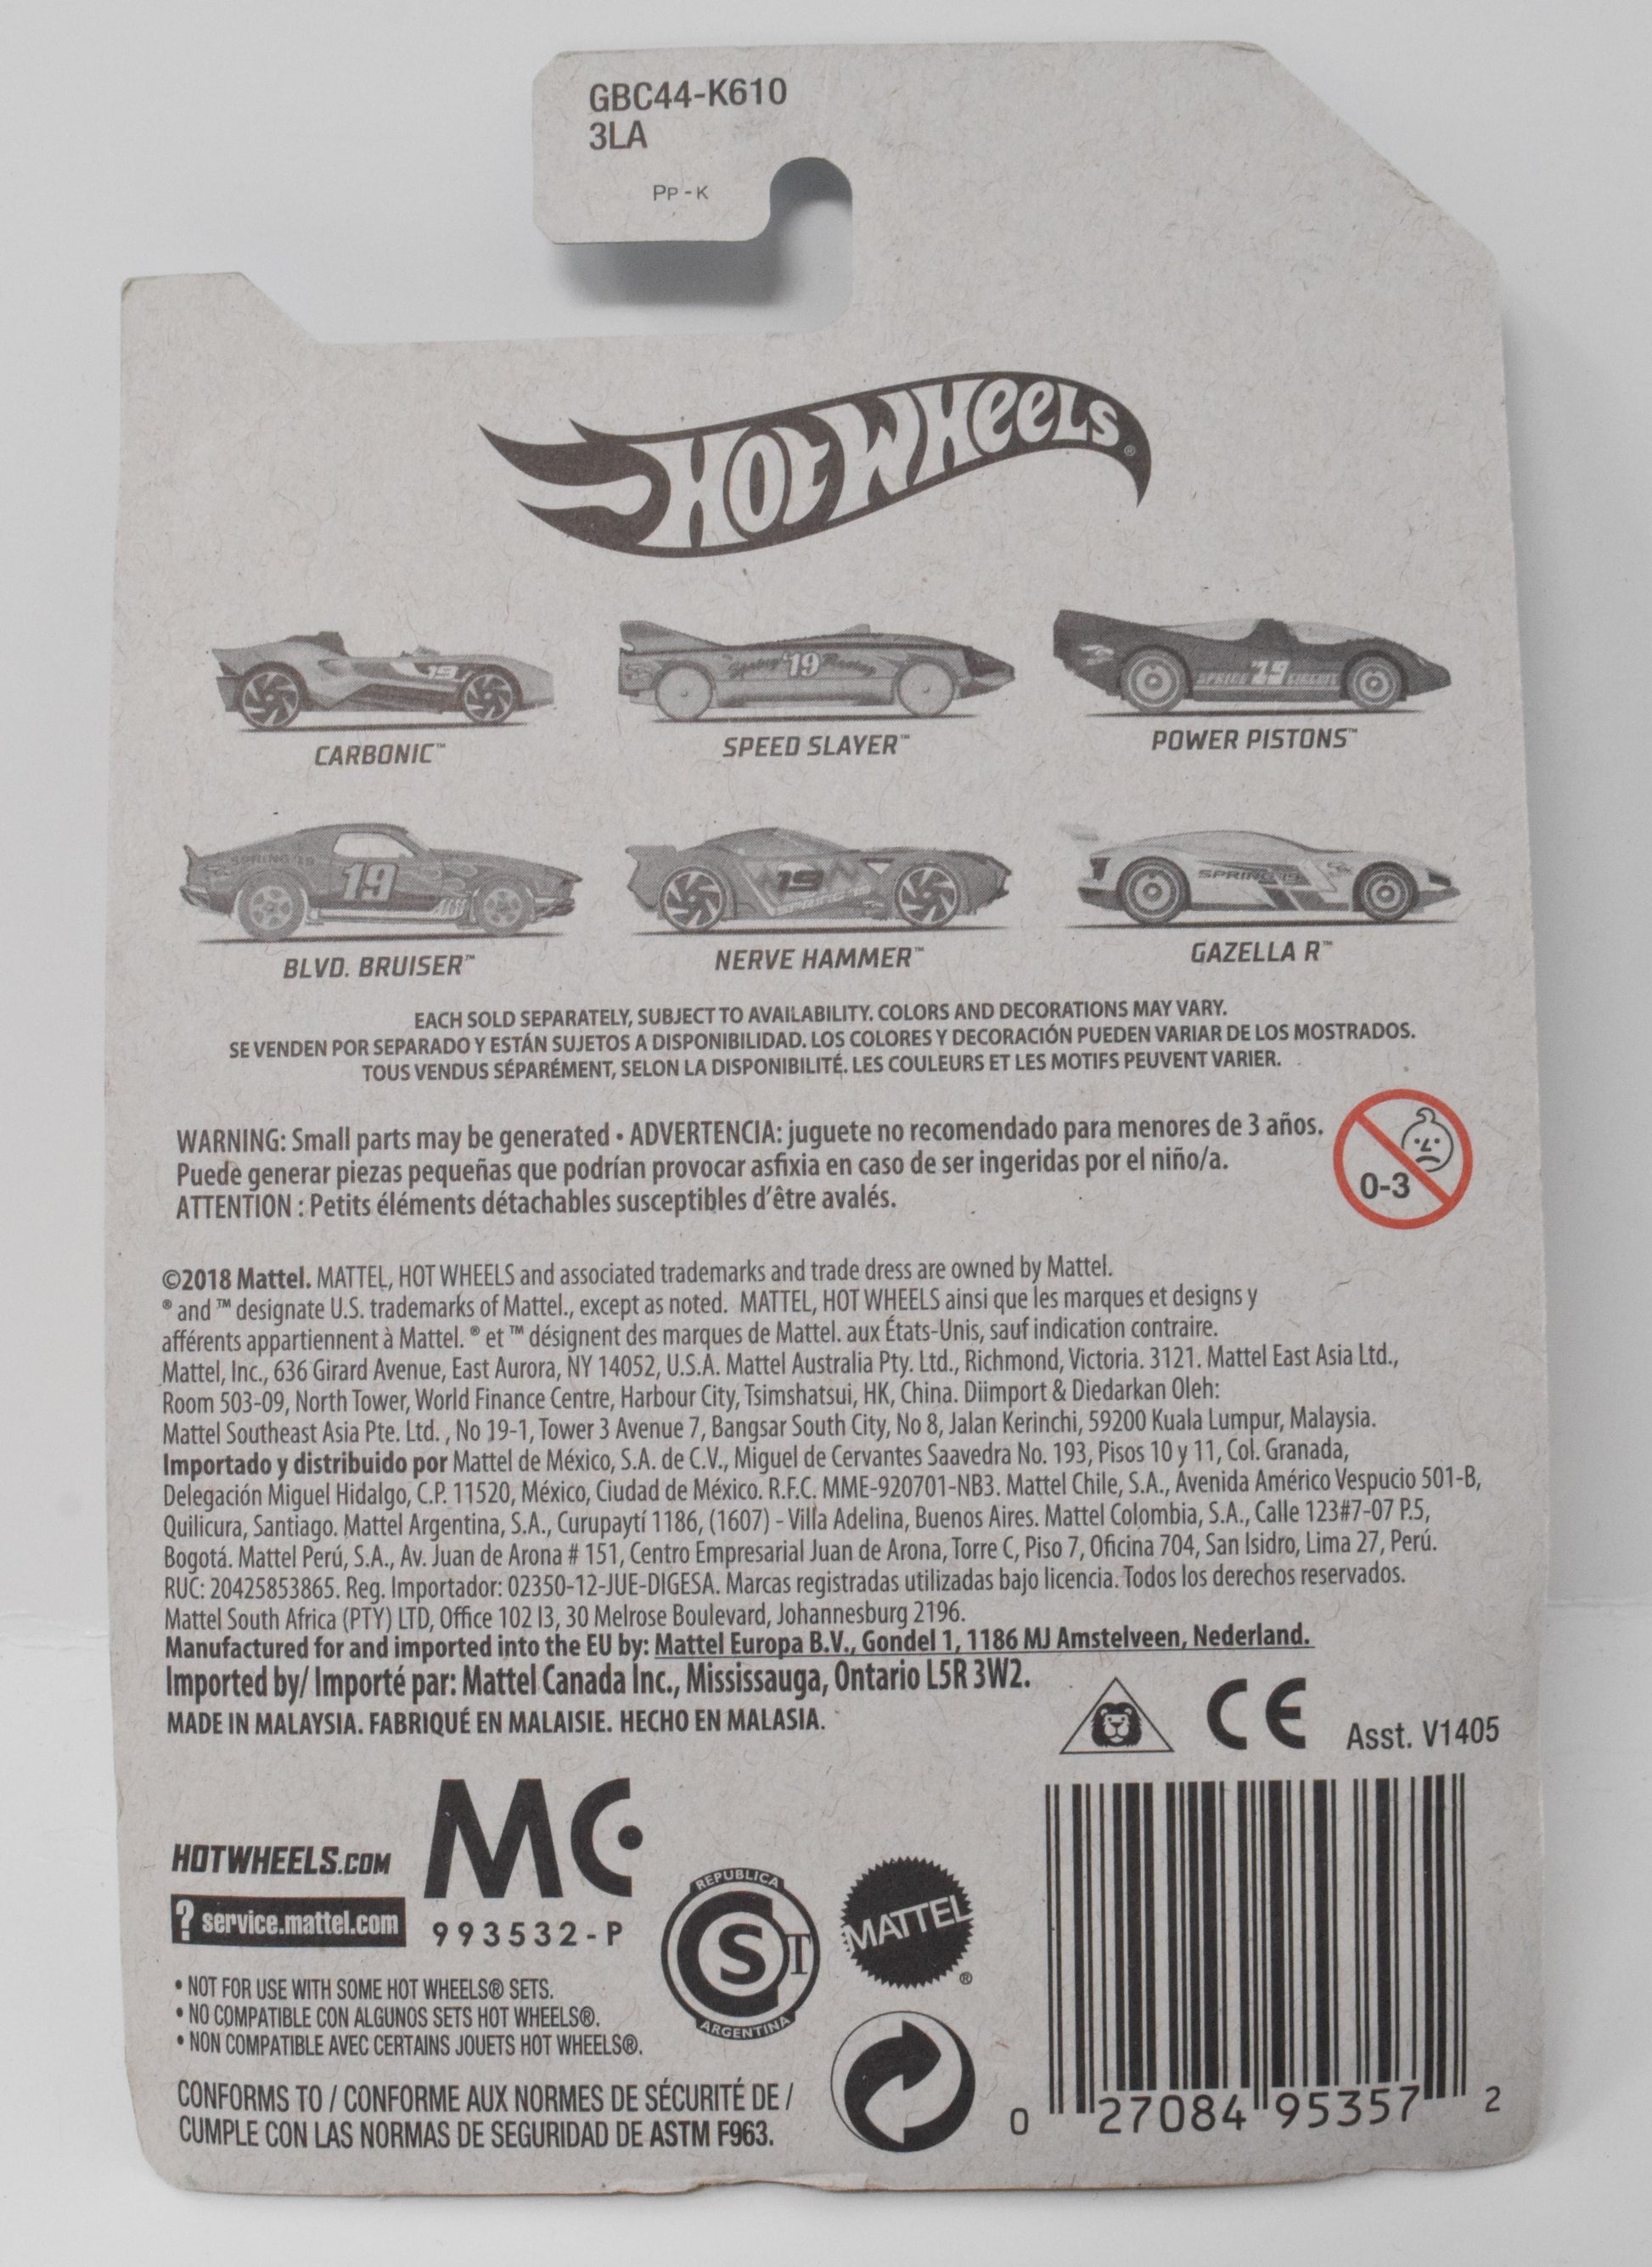 GBC44-K610
3LA
PP - K
HOT WHEELS®
19
Spring '19 Racing
SPRING '19 CIRCUIT
CARBONIC™
SPEED SLAYER™
POWER PISTONS™
SPRING '19
19
19
SPRING
SPRING 19
BLVD. BRUISER™
NERVE HAMMER™
GAZELLA R™
EACH SOLD SEPARATELY, SUBJECT TO AVAILABILITY. COLORS AND DECORATIONS MAY VARY.
SE VENDEN POR SEPARADO Y ESTÁN SUJETOS A DISPONIBILIDAD. LOS COLORES Y DECORACIÓN PUEDEN VARIAR DE LOS MOSTRADOS.
TOUS VENDUS SÉPARÉMENT, SELON LA DISPONIBILITÉ. LES COULEURS ET LES MOTIFS PEUVENT VARIER.
WARNING: Small parts may be generated • ADVERTENCIA: juguete no recomendado para menores de 3 años.
Puede generar piezas pequeñas que podrían provocar asfixia en caso de ser ingeridas por el niño/a.
ATTENTION : Petits éléments détachables susceptibles d'être avalés.
0-3
©2018 Mattel. MATTEL, HOT WHEELS and associated trademarks and trade dress are owned by Mattel.
® and ™ designate U.S. trademarks of Mattel., except as noted. MATTEL, HOT WHEELS ainsi que les marques et designs y
afférents appartiennent à Mattel. ® et ™ désignent des marques de Mattel. aux États-Unis, sauf indication contraire.
Mattel, Inc., 636 Girard Avenue, East Aurora, NY 14052, U.S.A. Mattel Australia Pty. Ltd., Richmond, Victoria. 3121. Mattel East Asia Ltd.,
Room 503-09, North Tower, World Finance Centre, Harbour City, Tsimshatsui, HK, China. Diimport & Diedarkan Oleh:
Mattel Southeast Asia Pte. Ltd. , No 19-1, Tower 3 Avenue 7, Bangsar South City, No 8, Jalan Kerinchi, 59200 Kuala Lumpur, Malaysia.
Importado y distribuido por Mattel de México, S.A. de C.V., Miguel de Cervantes Saavedra No. 193, Pisos 10 y 11, Col. Granada,
Delegación Miguel Hidalgo, C.P. 11520, México, Ciudad de México. R.F.C. MME-920701-NB3. Mattel Chile, S.A., Avenida Américo Vespucio 501-B,
Quilicura, Santiago. Mattel Argentina, S.A., Curupaytí 1186, (1607) - Villa Adelina, Buenos Aires. Mattel Colombia, S.A., Calle 123#7-07 P.5,
Bogotá. Mattel Perú, S.A., Av. Juan de Arona # 151, Centro Empresarial Juan de Arona, Torre C, Piso 7, Oficina 704, San Isidro, Lima 27, Perú.
RUC: 20425853865. Reg. Importador: 02350-12-JUE-DIGESA. Marcas registradas utilizadas bajo licencia. Todos los derechos reservados.
Mattel South Africa (PTY) LTD, Office 102 I3, 30 Melrose Boulevard, Johannesburg 2196.
Manufactured for and imported into the EU by: Mattel Europa B.V., Gondel 1, 1186 MJ Amstelveen, Nederland.
Imported by/ Importé par: Mattel Canada Inc., Mississauga, Ontario L5R 3W2.
MADE IN MALAYSIA. FABRIQUÉ EN MALAISIE. HECHO EN MALASIA.
CE
Asst. V1405
HOTWHEELS.COM
MC
? service.mattel.com
993532-P
REPUBLICA
S T
ARGENTINA
MATTEL®
• NOT FOR USE WITH SOME HOT WHEELS® SETS.
• NO COMPATIBLE CON ALGUNOS SETS HOT WHEELS®.
• NON COMPATIBLE AVEC CERTAINS JOUETS HOT WHEELS®.
CONFORMS TO / CONFORME AUX NORMES DE SÉCURITÉ DE /
CUMPLE CON LAS NORMAS DE SEGURIDAD DE ASTM F963.
0 27084 95357 2